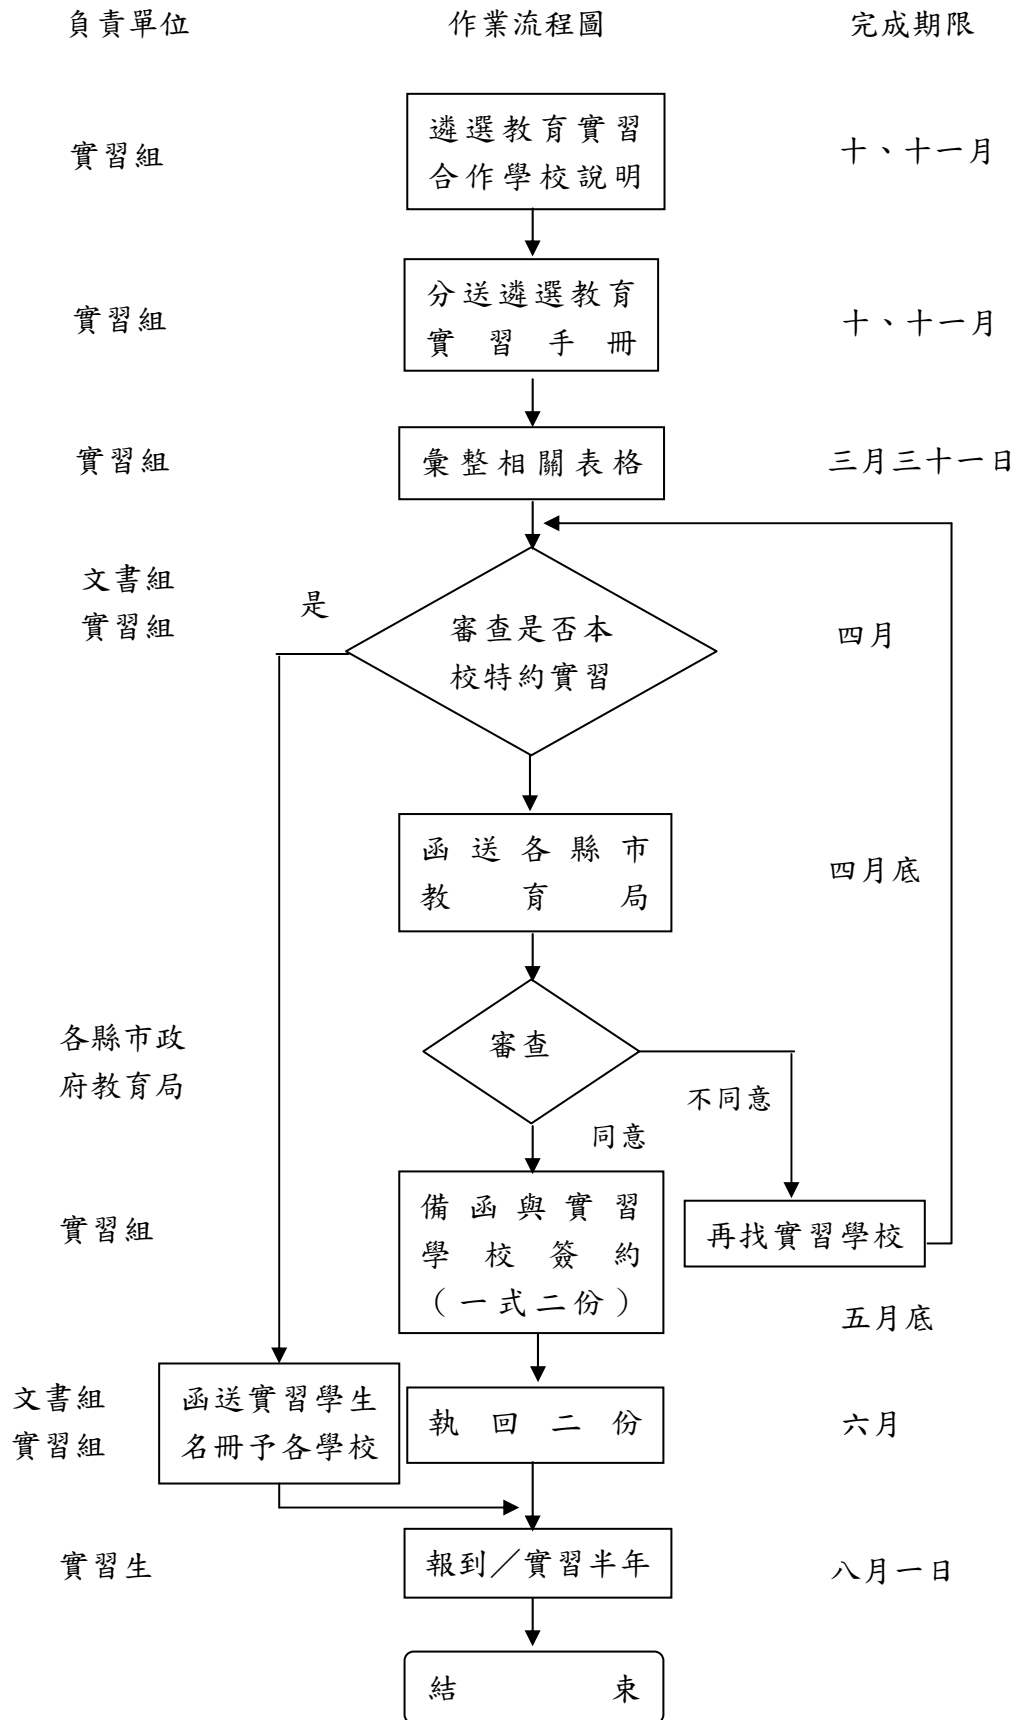 負責單位 作業流程圖 完成期限
遴選教育實習
合作學校說明
實習組
十、十一月
分送遴選教育
實習手冊
實習組
十、十一月
實習組 彙整相關表格 三月三十一日
文書組
實習組
是
審查是否本
校特約實習
四月
函送各縣市
教育局
四月底
各縣市政
府教育局
審查
不同意
同意
實習組
備函與實習
學校簽約
（一式二份）
再找實習學校
五月底
文書組
實習組
函送實習學生
名冊予各學校
執回二份
六月
實習生 報到／實習半年 八月一日
結束